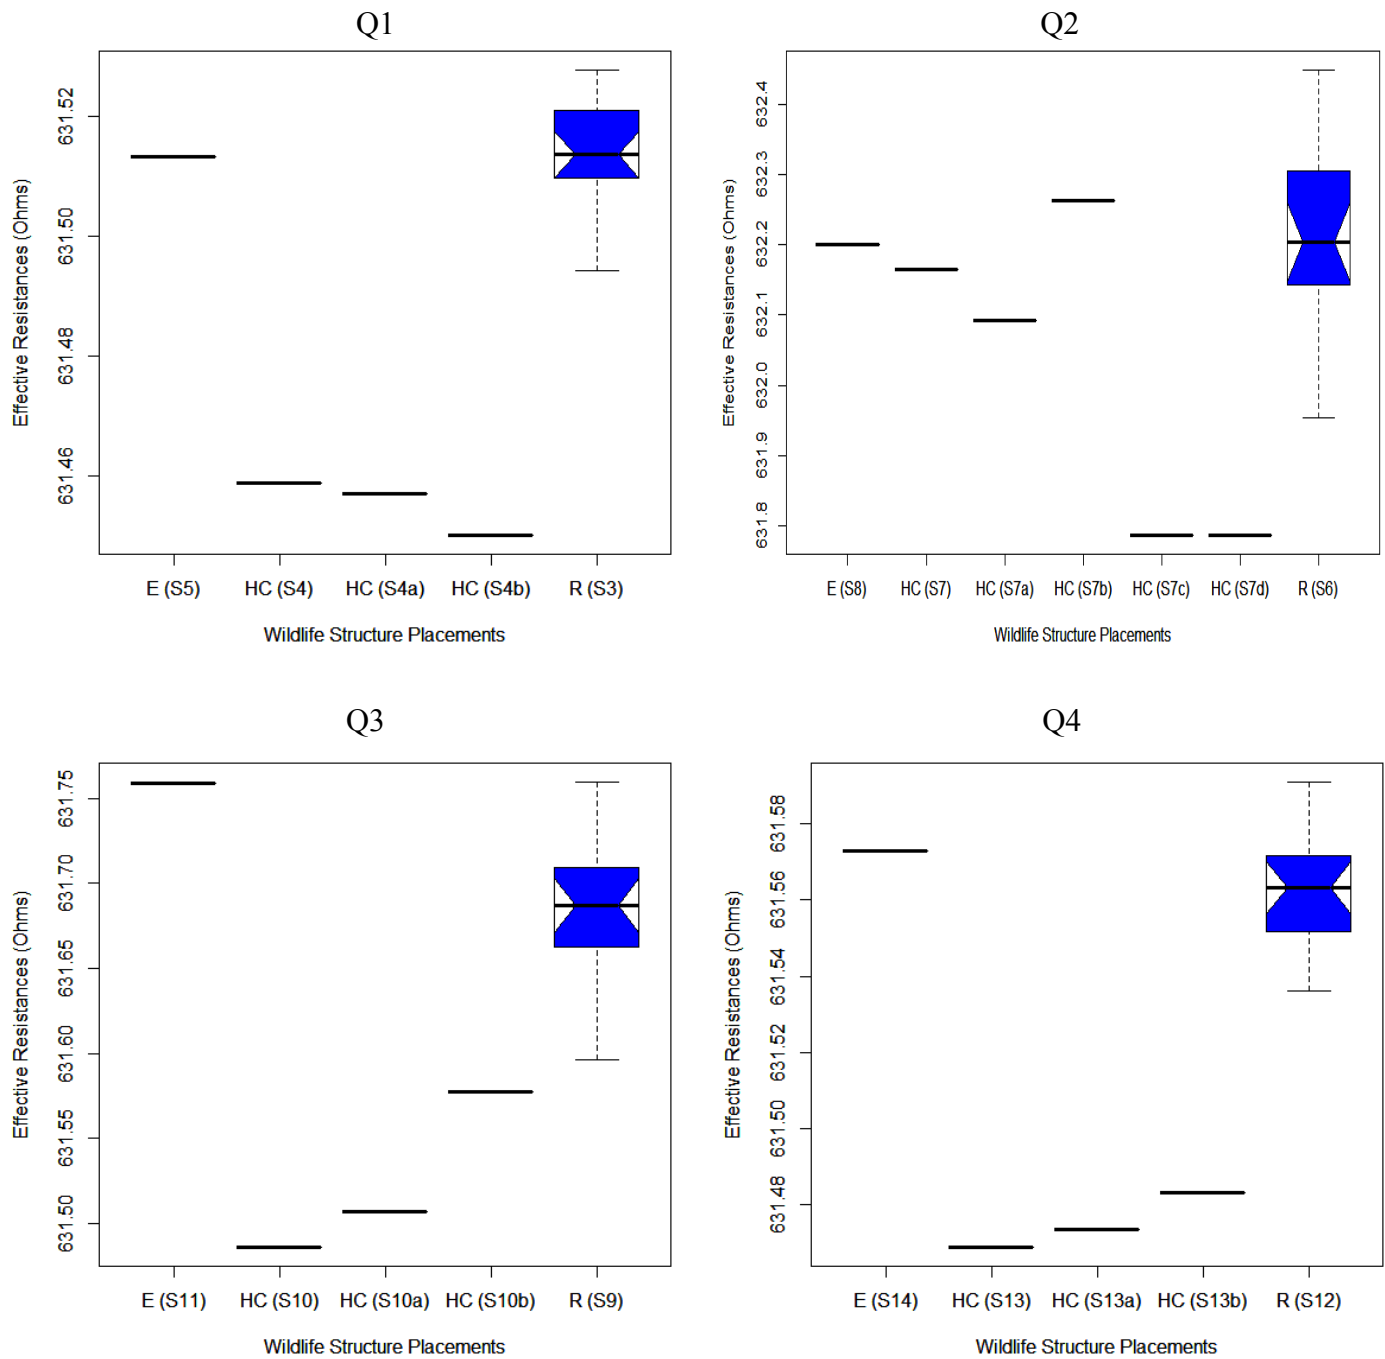 Q1
Effective Resistances (Ohms)
631.52
631.50
631.48
631.46
E (S5) HC (S4) HC (S4a) HC (S4b) R (S3)
Wildlife Structure Placements
Q2
Effective Resistances (Ohms)
632.4
632.3
632.2
632.1
632.0
631.9
631.8
E (S8) HC (S7) HC (S7a) HC (S7b) HC (S7c) HC (S7d) R (S6)
Wildlife Structure Placements
Q3
Effective Resistances (Ohms)
631.75
631.70
631.65
631.60
631.55
631.50
E (S11) HC (S10) HC (S10a) HC (S10b) R (S9)
Wildlife Structure Placements
Q4
Effective Resistances (Ohms)
631.58
631.56
631.54
631.52
631.50
631.48
E (S14) HC (S13) HC (S13a) HC (S13b) R (S12)
Wildlife Structure Placements